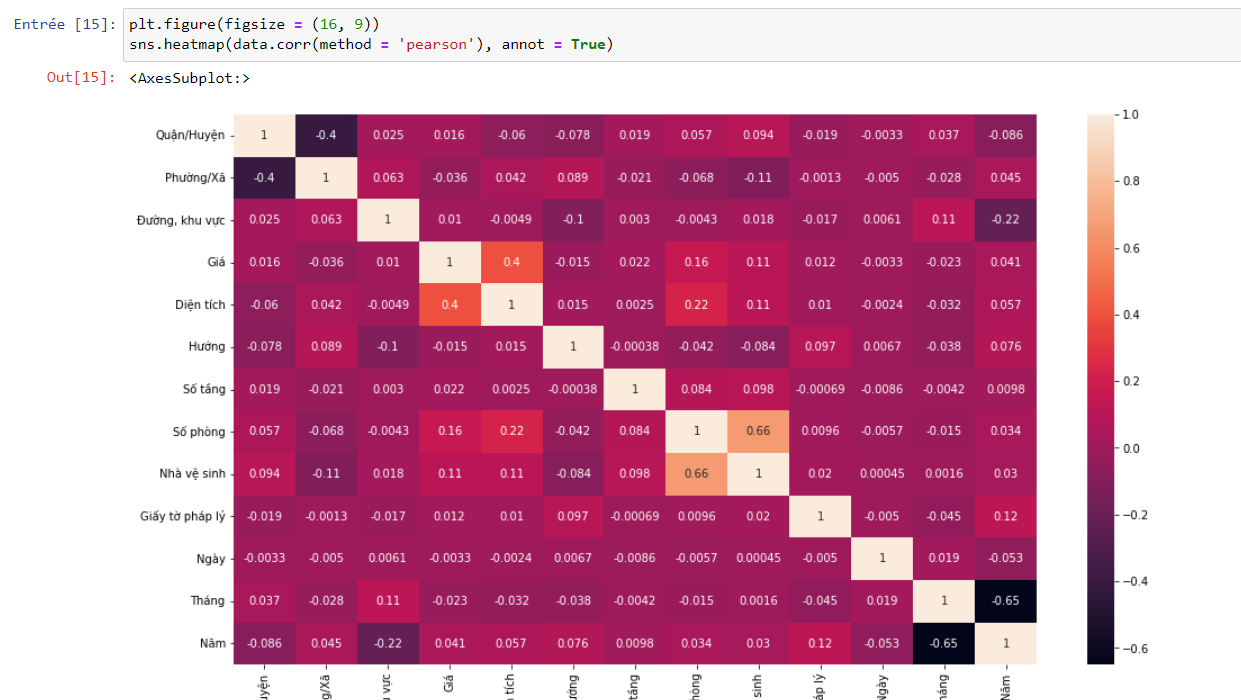 Entrée [15]: plt.figure(figsize = (16, 9))
sns.heatmap(data.corr(method = 'pearson'), annot = True)
Out[15]: <AxesSubplot:>
Quận/Huyện 1 -0.4 0.025 0.016 -0.06 -0.078 0.019 0.057 0.094 -0.019 -0.0033 0.037 -0.086
Phường/Xã -0.4 1 0.063 -0.036 0.042 0.089 -0.021 -0.068 -0.11 -0.0013 -0.005 -0.028 0.045
Đường, khu vực 0.025 0.063 1 0.01 -0.0049 -0.1 0.003 -0.0043 0.018 -0.017 0.0061 0.11 -0.22
Giá 0.016 -0.036 0.01 1 0.4 -0.015 0.022 0.16 0.11 0.012 -0.0033 -0.023 0.041
Diện tích -0.06 0.042 -0.0049 0.4 1 0.015 0.0025 0.22 0.11 0.01 -0.0024 -0.032 0.057
Hướng -0.078 0.089 -0.1 -0.015 0.015 1 -0.00038 -0.042 -0.084 0.097 0.0067 -0.038 0.076
Số tầng 0.019 -0.021 0.003 0.022 0.0025 -0.00038 1 0.084 0.098 -0.00069 -0.0086 -0.0042 0.0098
Số phòng 0.057 -0.068 -0.0043 0.16 0.22 -0.042 0.084 1 0.66 0.0096 -0.0057 -0.015 0.034
Nhà vệ sinh 0.094 -0.11 0.018 0.11 0.11 -0.084 0.098 0.66 1 0.02 0.00045 0.0016 0.03
Giấy tờ pháp lý -0.019 -0.0013 -0.017 0.012 0.01 0.097 -0.00069 0.0096 0.02 1 -0.005 -0.045 0.12
Ngày -0.0033 -0.005 0.0061 -0.0033 -0.0024 0.0067 -0.0086 -0.0057 0.00045 -0.005 1 0.019 -0.053
Tháng 0.037 -0.028 0.11 -0.023 -0.032 -0.038 -0.0042 -0.015 0.0016 -0.045 0.019 1 -0.65
Năm -0.086 0.045 -0.22 0.041 0.057 0.076 0.0098 0.034 0.03 0.12 -0.053 -0.65 1
uyện
g/Xã
ı vực
Giá
tích
ướng
tầng
hòng
sinh
áp lý
Ngày
háng
Năm
1.0
0.8
0.6
0.4
0.2
0.0
−0.2
−0.4
−0.6